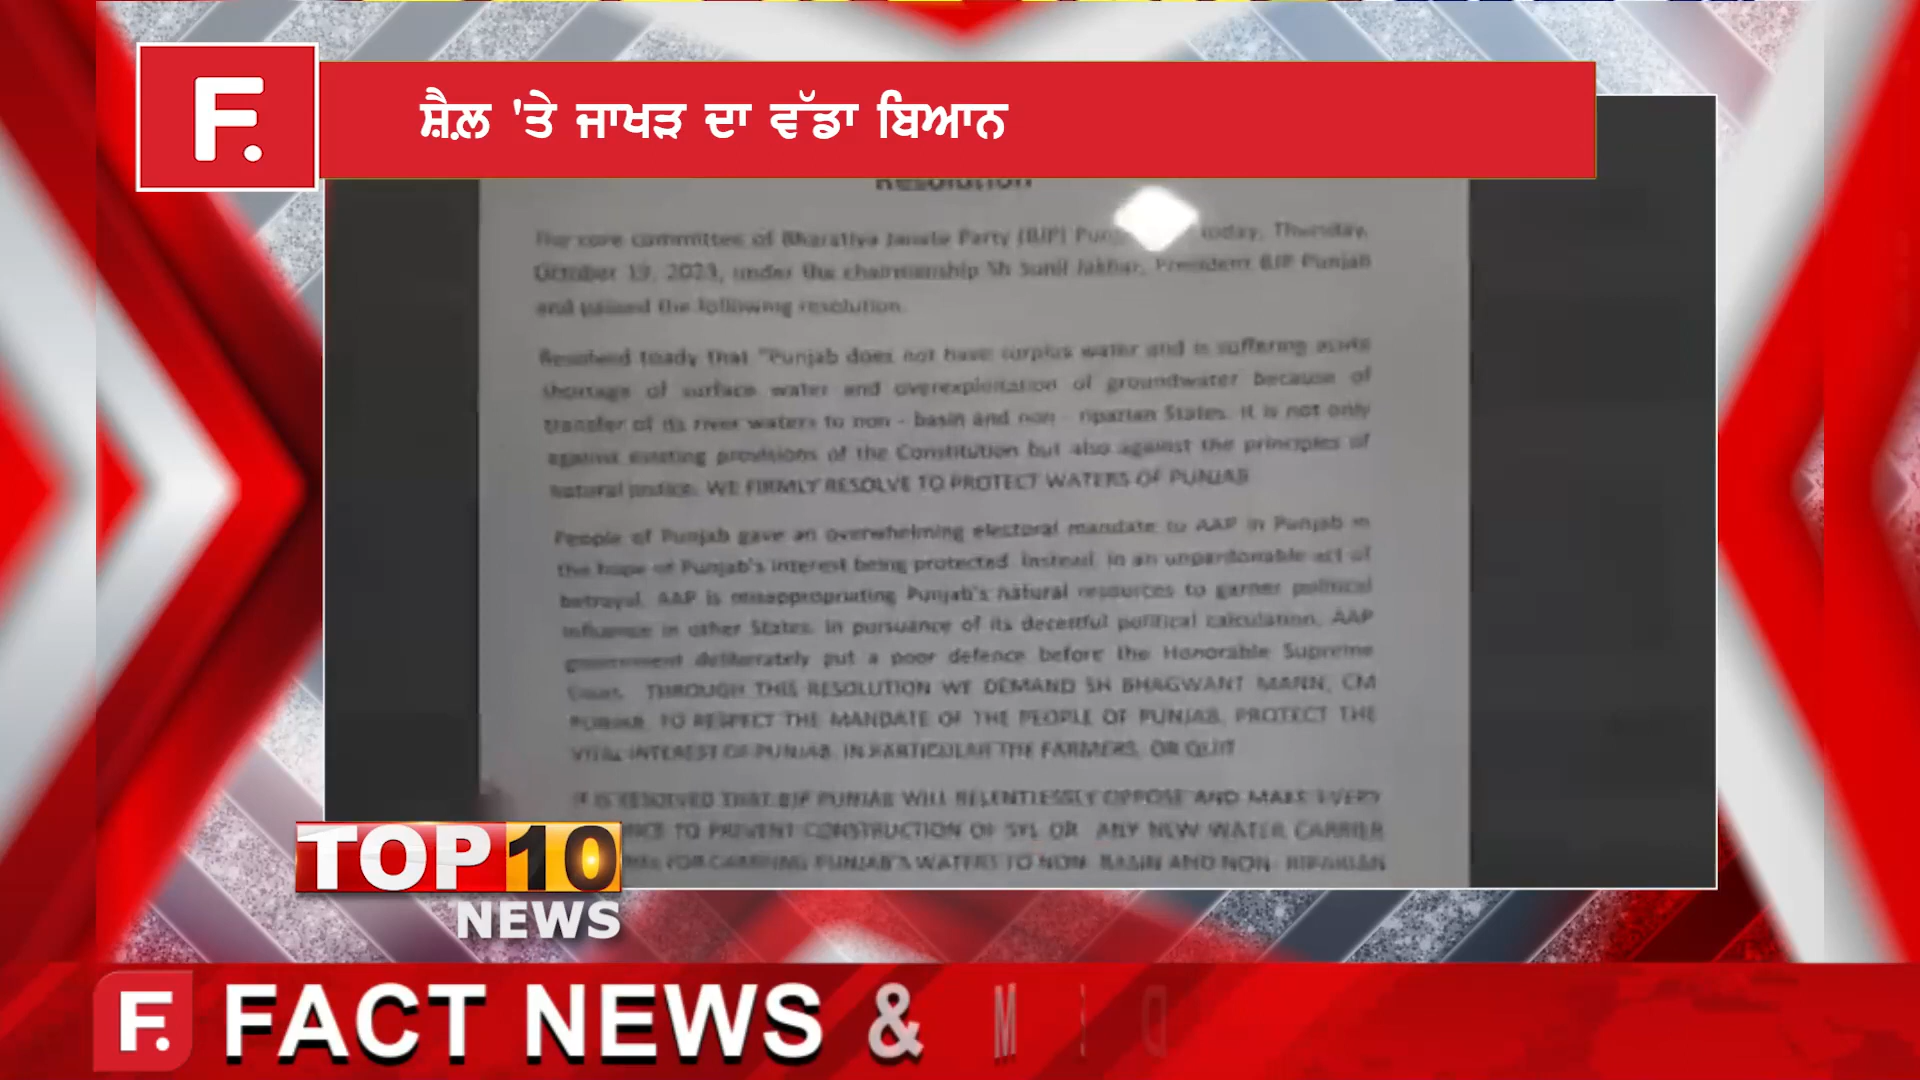 F.
ਸ਼ੈਲ਼ 'ਤੇ ਜਾਖੜ ਦਾ ਵੱਡਾ ਬਿਆਨ
Resolution
The core committee of Bharatiya Janata Party (BJP) today, Thursday,
October 19, 2023, under the chairmanship Sh Sunil Jakhar, President BJP Punjab
and passed the following resolution.
Resolved toady that "Punjab does not have surplus water and is suffering acute
shortage of surface water and overexploitation of groundwater because of
transfer of its river waters to non - basin and non - riparian States. It is not only
against existing provisions of the Constitution but also against the principles of
natural justice. WE FIRMLY RESOLVE TO PROTECT WATERS OF PUNJAB
People of Punjab gave an overwhelming electoral mandate to AAP in Punjab in
the hope of Punjab's interest being protected. Instead, in an unpardonable act of
betrayal, AAP is misappropriating Punjab's natural resources to garner political
influence in other States. In pursuance of its deceitful political calculation, AAP
government deliberately put a poor defence before the Honorable Supreme
Court. THROUGH THIS RESOLUTION WE DEMAND SH BHAGWANT MANN, CM
PUNJAB, TO RESPECT THE MANDATE OF THE PEOPLE OF PUNJAB, PROTECT THE
VITAL INTEREST OF PUNJAB, IN PARTICULAR THE FARMERS, OR QUIT
IT IS RESOLVED THAT BJP PUNJAB WILL RELENTLESSLY OPPOSE AND MAKE EVERY
TO PREVENT CONSTRUCTION OF SYL OR ANY NEW WATER CARRIER
FOR CARRYING PUNJAB'S WATERS TO NON- BASIN AND NON- RIPARIAN
TOP 10
NEWS
F. FACT NEWS & M